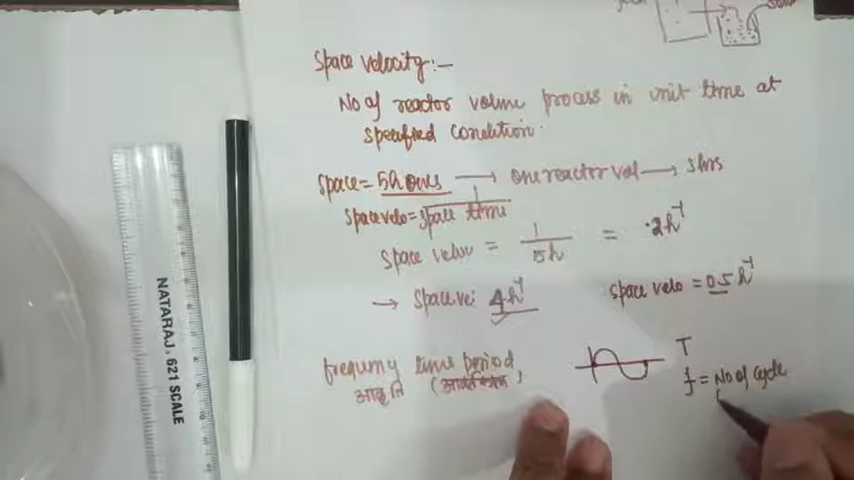 Space velocity:-
No of reactor volume process in unit time at
specified condition.
Space = 5hours → one reactor vol → 5hrs
space velo = 1/space time
space velo = 1/5h = .2h⁻¹
→ Space vel 4h⁻¹
space velo = 0.5 h⁻¹
frequency time period
T
f = No of cycle
NATARAJ 621 SCALE